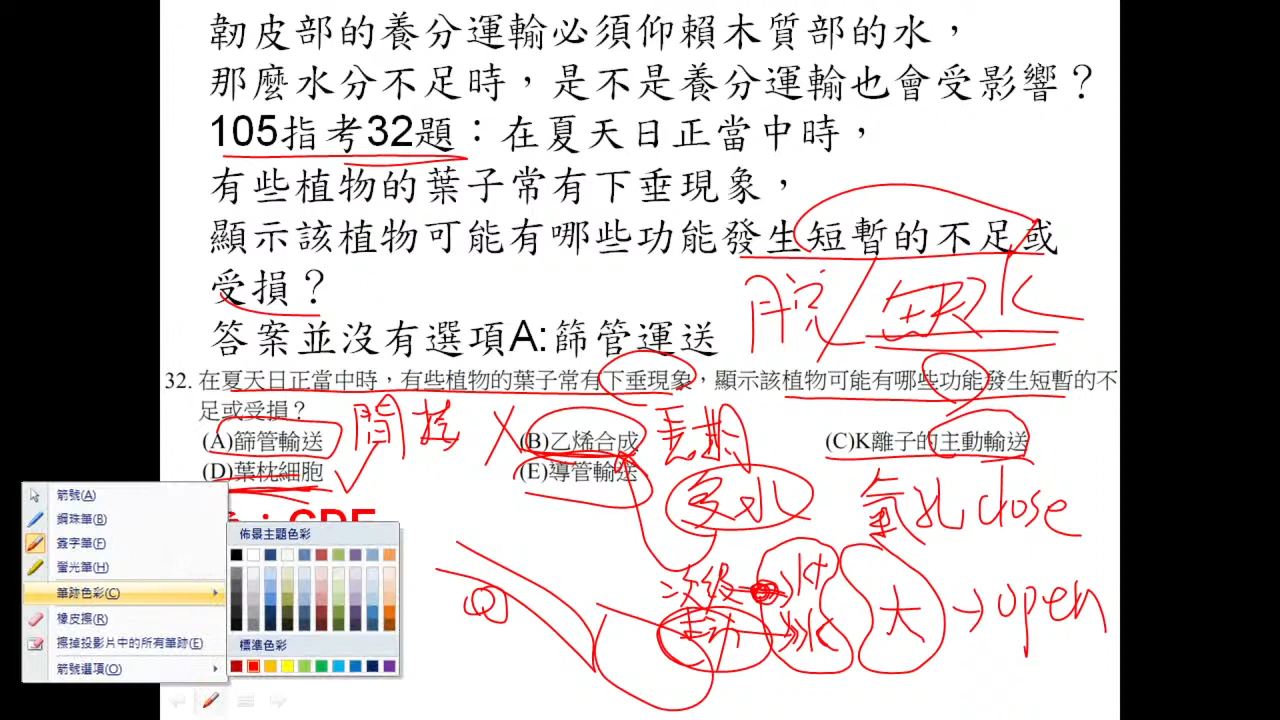 韌皮部的養分運輸必須仰賴木質部的水，
那麼水分不足時，是不是養分運輸也會受影響？
105指考32題：在夏天日正當中時，
有些植物的葉子常有下垂現象，
顯示該植物可能有哪些功能發生短暫的不足或
受損？
脫/缺水
答案並沒有選項A:篩管運送
32. 在夏天日正當中時，有些植物的葉子常有下垂現象，顯示該植物可能有哪些功能發生短暫的不
足或受損？
(A)篩管輸送 間接 (B)乙烯合成 長期 (C)K離子的主動輸送
(D)葉枕細胞 (E)導管輸送
多水 氣孔 close
CDE
次級
主動
大 → open
箭號(A)
鋼珠筆(B)
簽字筆(F)
螢光筆(H)
筆跡色彩(C)
橡皮擦(R)
擦掉投影片中的所有筆跡(E)
箭號選項(O)
佈景主題色彩
標準色彩